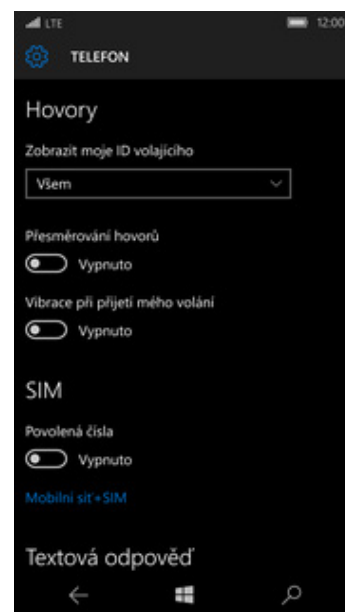 LTE 12:00
TELEFON
Hovory
Zobrazit moje ID volajícího
Všem
Přesměrování hovorů
Vypnuto
Vibrace při přijetí mého volání
Vypnuto
SIM
Povolená čísla
Vypnuto
Mobilní síť+SIM
Textová odpověď